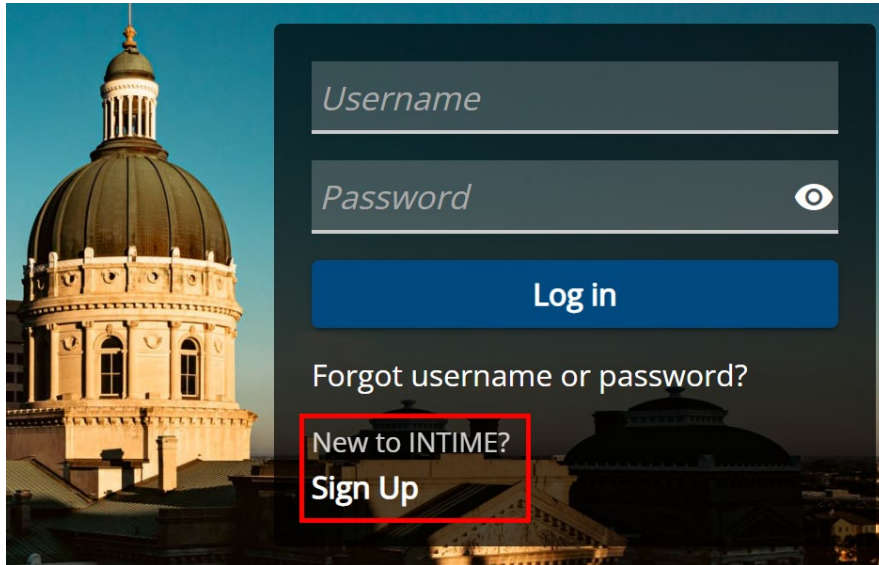 Username
Password
Log in
Forgot username or password?
New to INTIME?
Sign Up